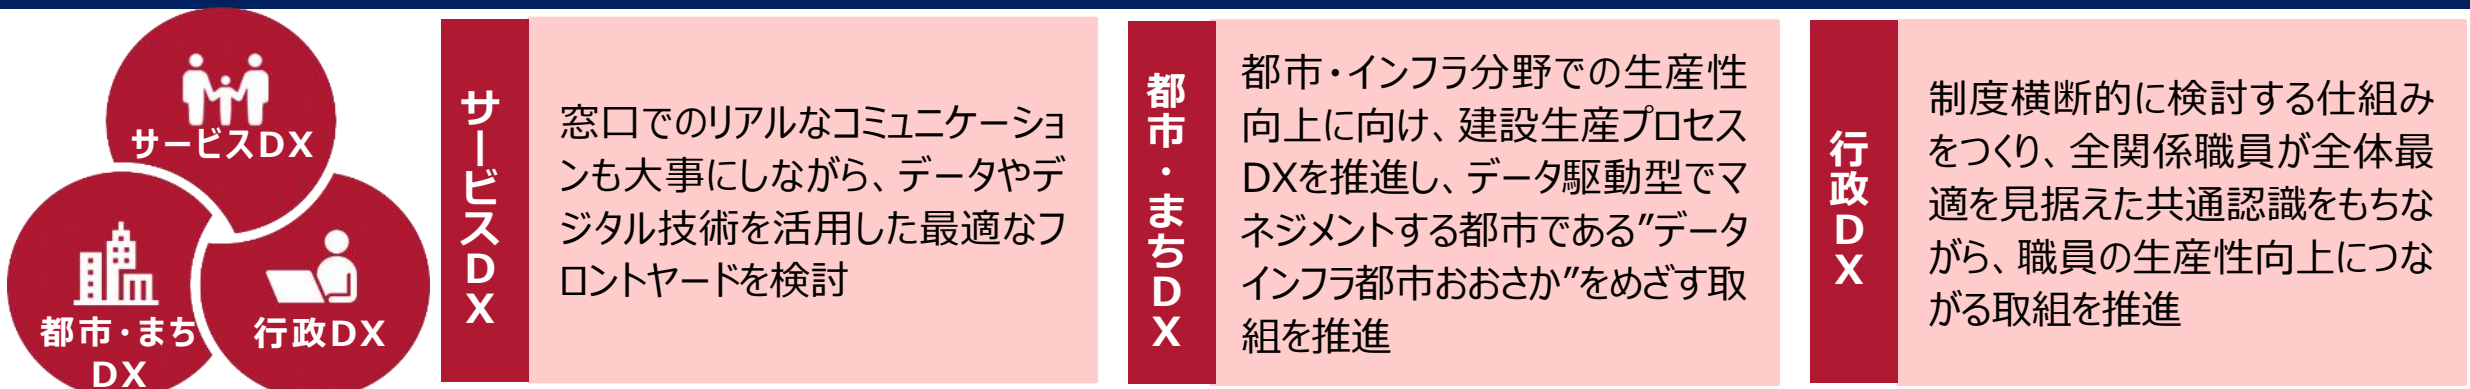 サービスDX
都市・まち
DX
行政DX
サービスDX
窓口でのリアルなコミュニケーショ
ンも大事にしながら、データやデ
ジタル技術を活用した最適なフ
ロントヤードを検討
都市・まちDX
都市・インフラ分野での生産性
向上に向け、建設生産プロセス
DXを推進し、データ駆動型でマ
ネジメントする都市である”データ
インフラ都市おおさか”をめざす取
組を推進
行政DX
制度横断的に検討する仕組み
をつくり、全関係職員が全体最
適を見据えた共通認識をもちな
がら、職員の生産性向上につな
がる取組を推進